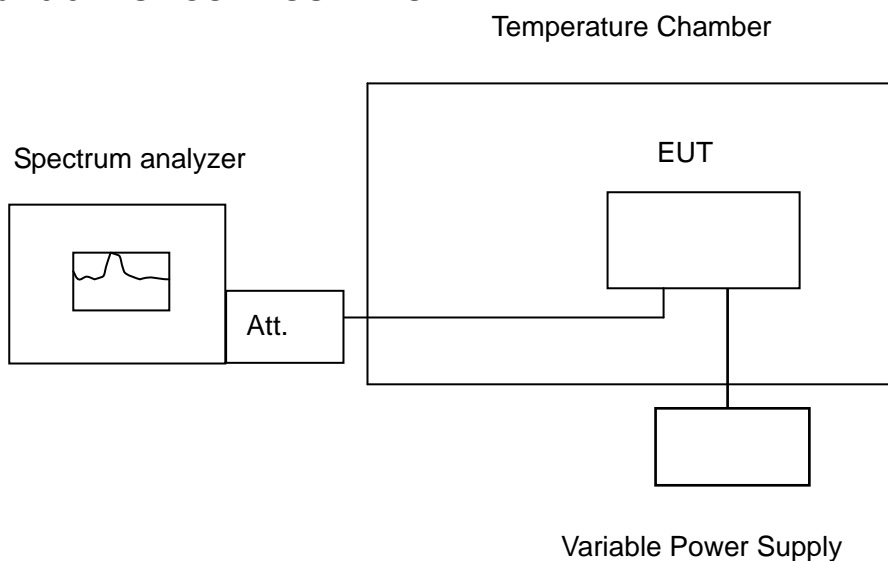 Temperature Chamber
Spectrum analyzer
EUT
Att.
Variable Power Supply